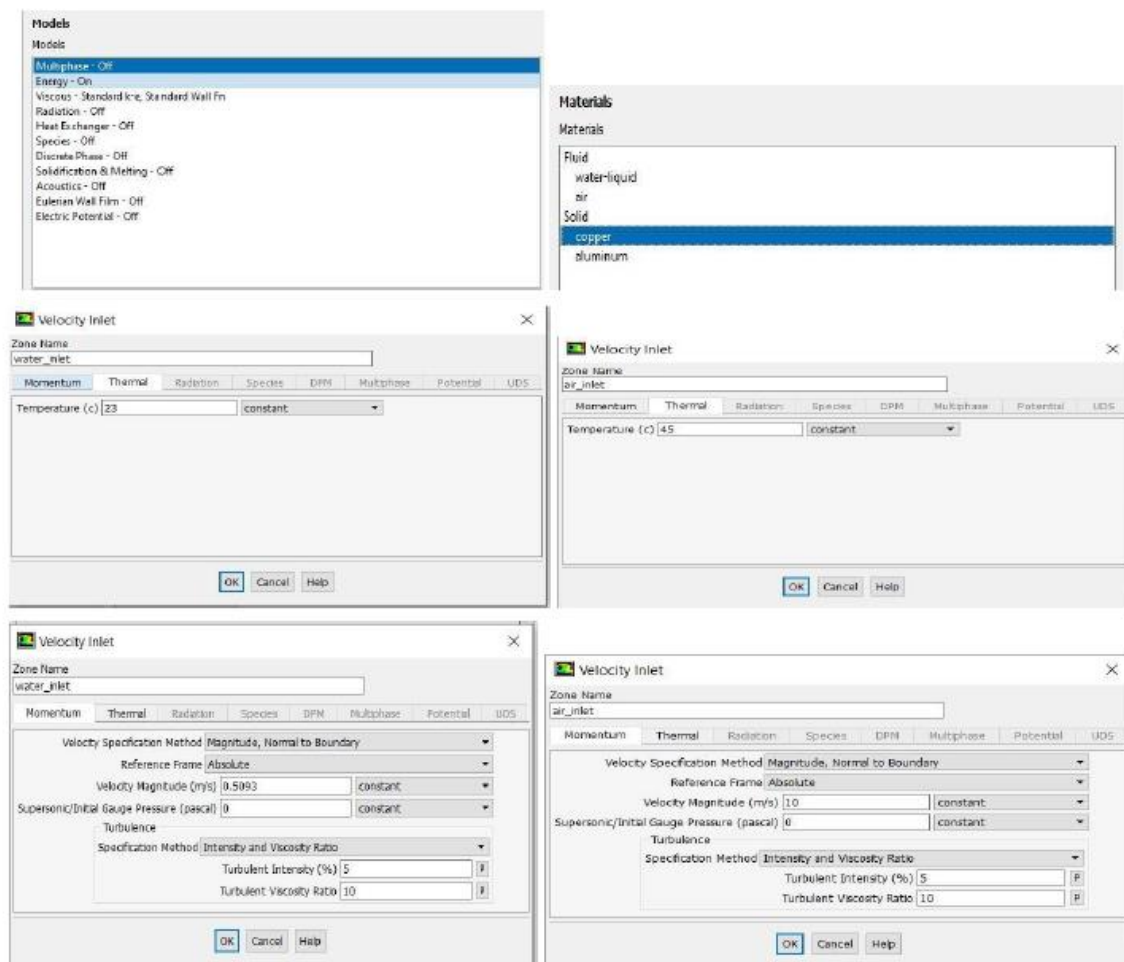 Models
Models
Multiphase - Off
Energy - On
Viscous - Standard k-e, Standard Wall Fn
Radiation - Off
Heat Exchanger - Off
Species - Off
Discrete Phase - Off
Solidification & Melting - Off
Acoustics - Off
Eulerian Wall Film - Off
Electric Potential - Off
Materials
Materials
Fluid
water-liquid
air
Solid
copper
aluminum
Velocity Inlet
Zone Name
water_inlet
Momentum Thermal Radiation Species DPM Multiphase Potential UDS
Temperature (c) 23 constant
OK Cancel Help
Velocity Inlet
Zone Name
air_inlet
Momentum Thermal Radiation Species DPM Multiphase Potential UDS
Temperature (c) 45 constant
OK Cancel Help
Velocity Inlet
Zone Name
water_inlet
Momentum Thermal Radiation Species DPM Multiphase Potential UDS
Velocity Specification Method Magnitude, Normal to Boundary
Reference Frame Absolute
Velocity Magnitude (m/s) 0.5093 constant
Supersonic/Initial Gauge Pressure (pascal) 0 constant
Turbulence
Specification Method Intensity and Viscosity Ratio
Turbulent Intensity (%) 5 P
Turbulent Viscosity Ratio 10 P
OK Cancel Help
Velocity Inlet
Zone Name
air_inlet
Momentum Thermal Radiation Species DPM Multiphase Potential UDS
Velocity Specification Method Magnitude, Normal to Boundary
Reference Frame Absolute
Velocity Magnitude (m/s) 10 constant
Supersonic/Initial Gauge Pressure (pascal) 0 constant
Turbulence
Specification Method Intensity and Viscosity Ratio
Turbulent Intensity (%) 5 P
Turbulent Viscosity Ratio 10 P
OK Cancel Help